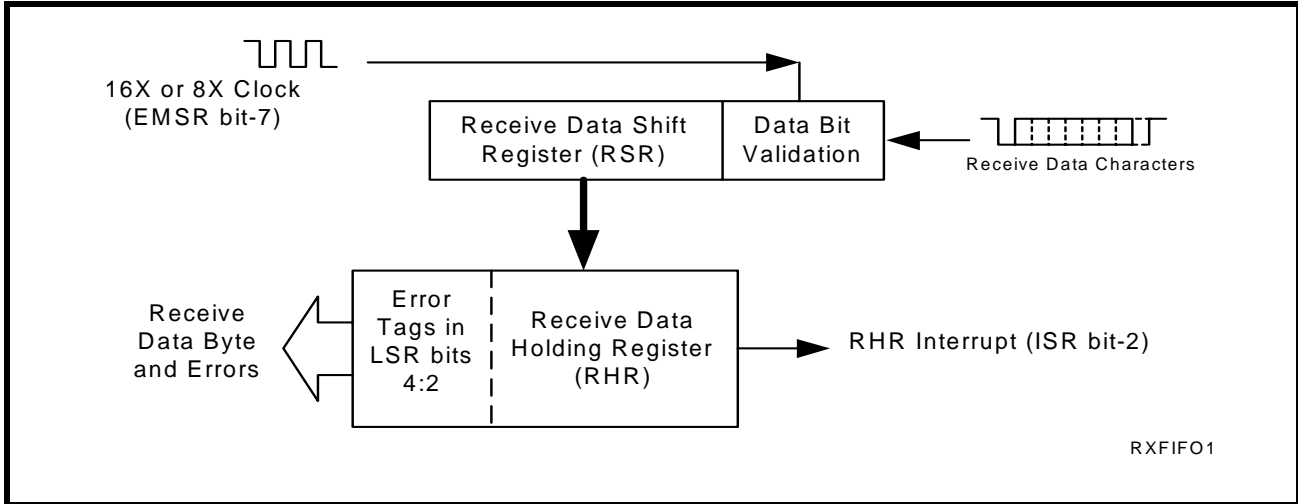 16X or 8X Clock
(EMSR bit-7)
Receive Data Shift
Register (RSR)
Data Bit
Validation
Receive Data Characters
Receive
Data Byte
and Errors
Error
Tags in
LSR bits
4:2
Receive Data
Holding Register
(RHR)
RHR Interrupt (ISR bit-2)
RXFIFO1